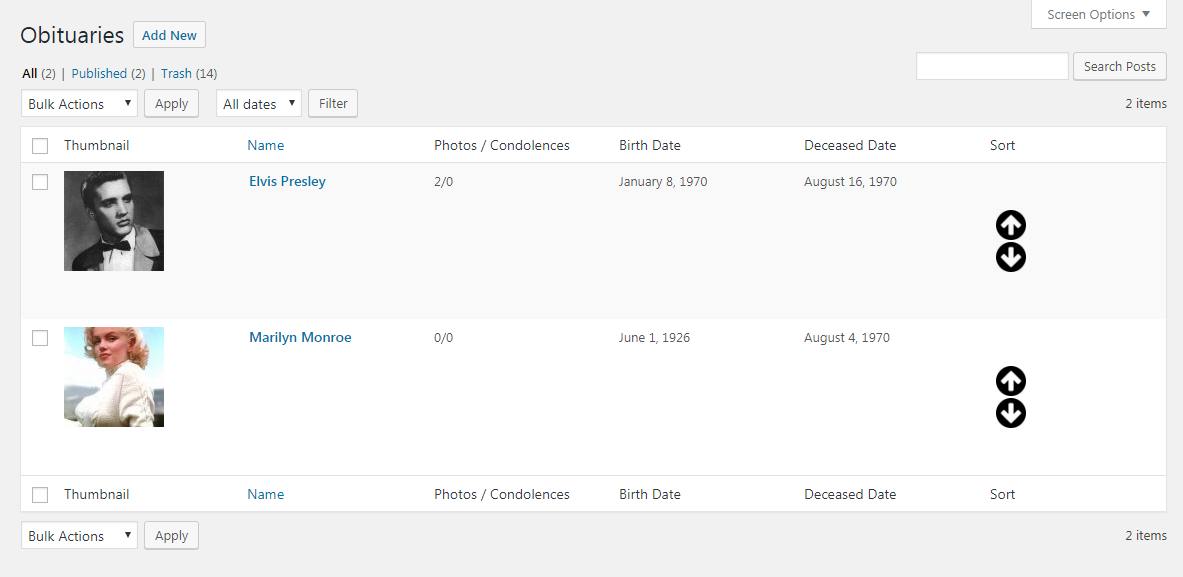 Screen Options ▼
Obituaries Add New
All (2) | Published (2) | Trash (14)
Search Posts
Bulk Actions ▼ Apply All dates ▼ Filter 2 items
Thumbnail Name Photos / Condolences Birth Date Deceased Date Sort
Elvis Presley 2/0 January 8, 1970 August 16, 1970
Marilyn Monroe 0/0 June 1, 1926 August 4, 1970
Thumbnail Name Photos / Condolences Birth Date Deceased Date Sort
Bulk Actions ▼ Apply 2 items